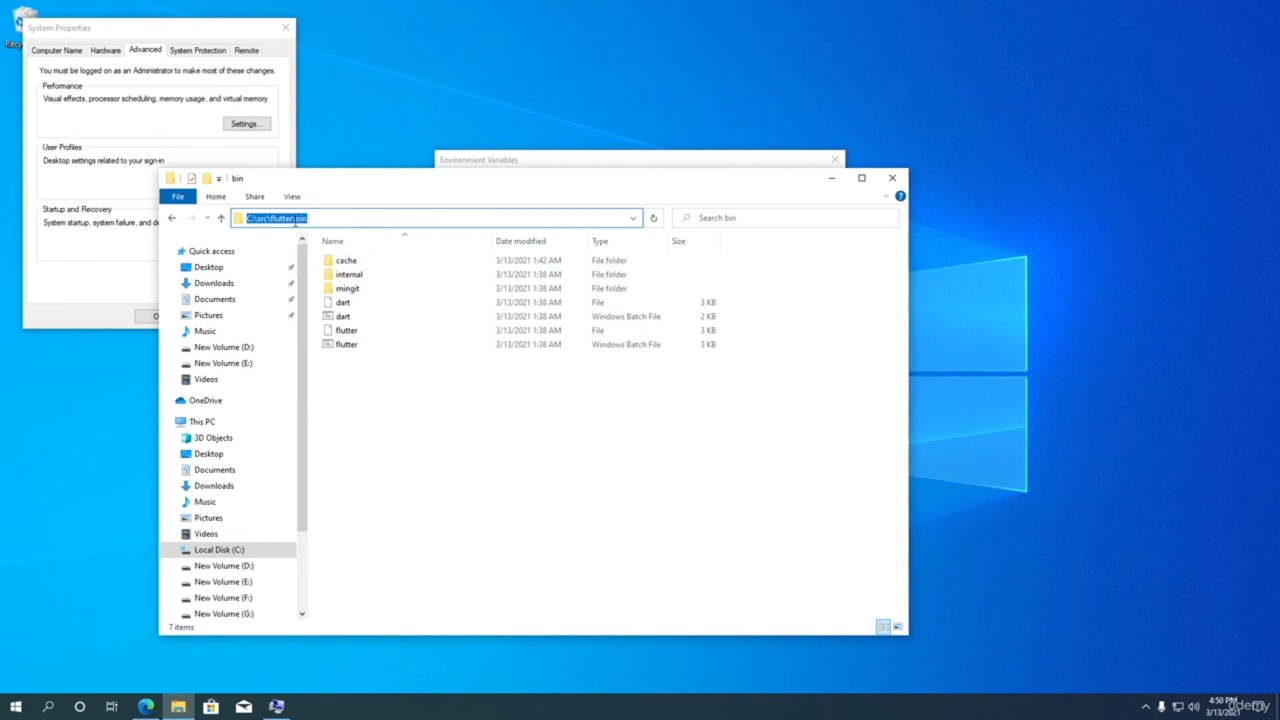 System Properties
Computer Name Hardware Advanced System Protection Remote
You must be logged on as an Administrator to make most of these changes.
Performance
Visual effects, processor scheduling, memory usage, and virtual memory
Settings...
User Profiles
Desktop settings related to your sign-in
Startup and Recovery
System startup, system failure, and de
Environment Variables
bin
File Home Share View
C:\src\flutter\bin
Search bin
Name Date modified Type Size
cache 3/13/2021 1:42 AM File folder
internal 3/13/2021 1:38 AM File folder
mingit 3/13/2021 1:38 AM File folder
dart 3/13/2021 1:38 AM File 3 KB
dart 3/13/2021 1:38 AM Windows Batch File 2 KB
flutter 3/13/2021 1:38 AM File 3 KB
flutter 3/13/2021 1:38 AM Windows Batch File 3 KB
Quick access
Desktop
Downloads
Documents
Pictures
Music
New Volume (D:)
New Volume (E:)
Videos
OneDrive
This PC
3D Objects
Desktop
Documents
Downloads
Music
Pictures
Videos
Local Disk (C:)
New Volume (D:)
New Volume (E:)
New Volume (F:)
New Volume (G:)
7 items
4:50 PM
3/13/2021